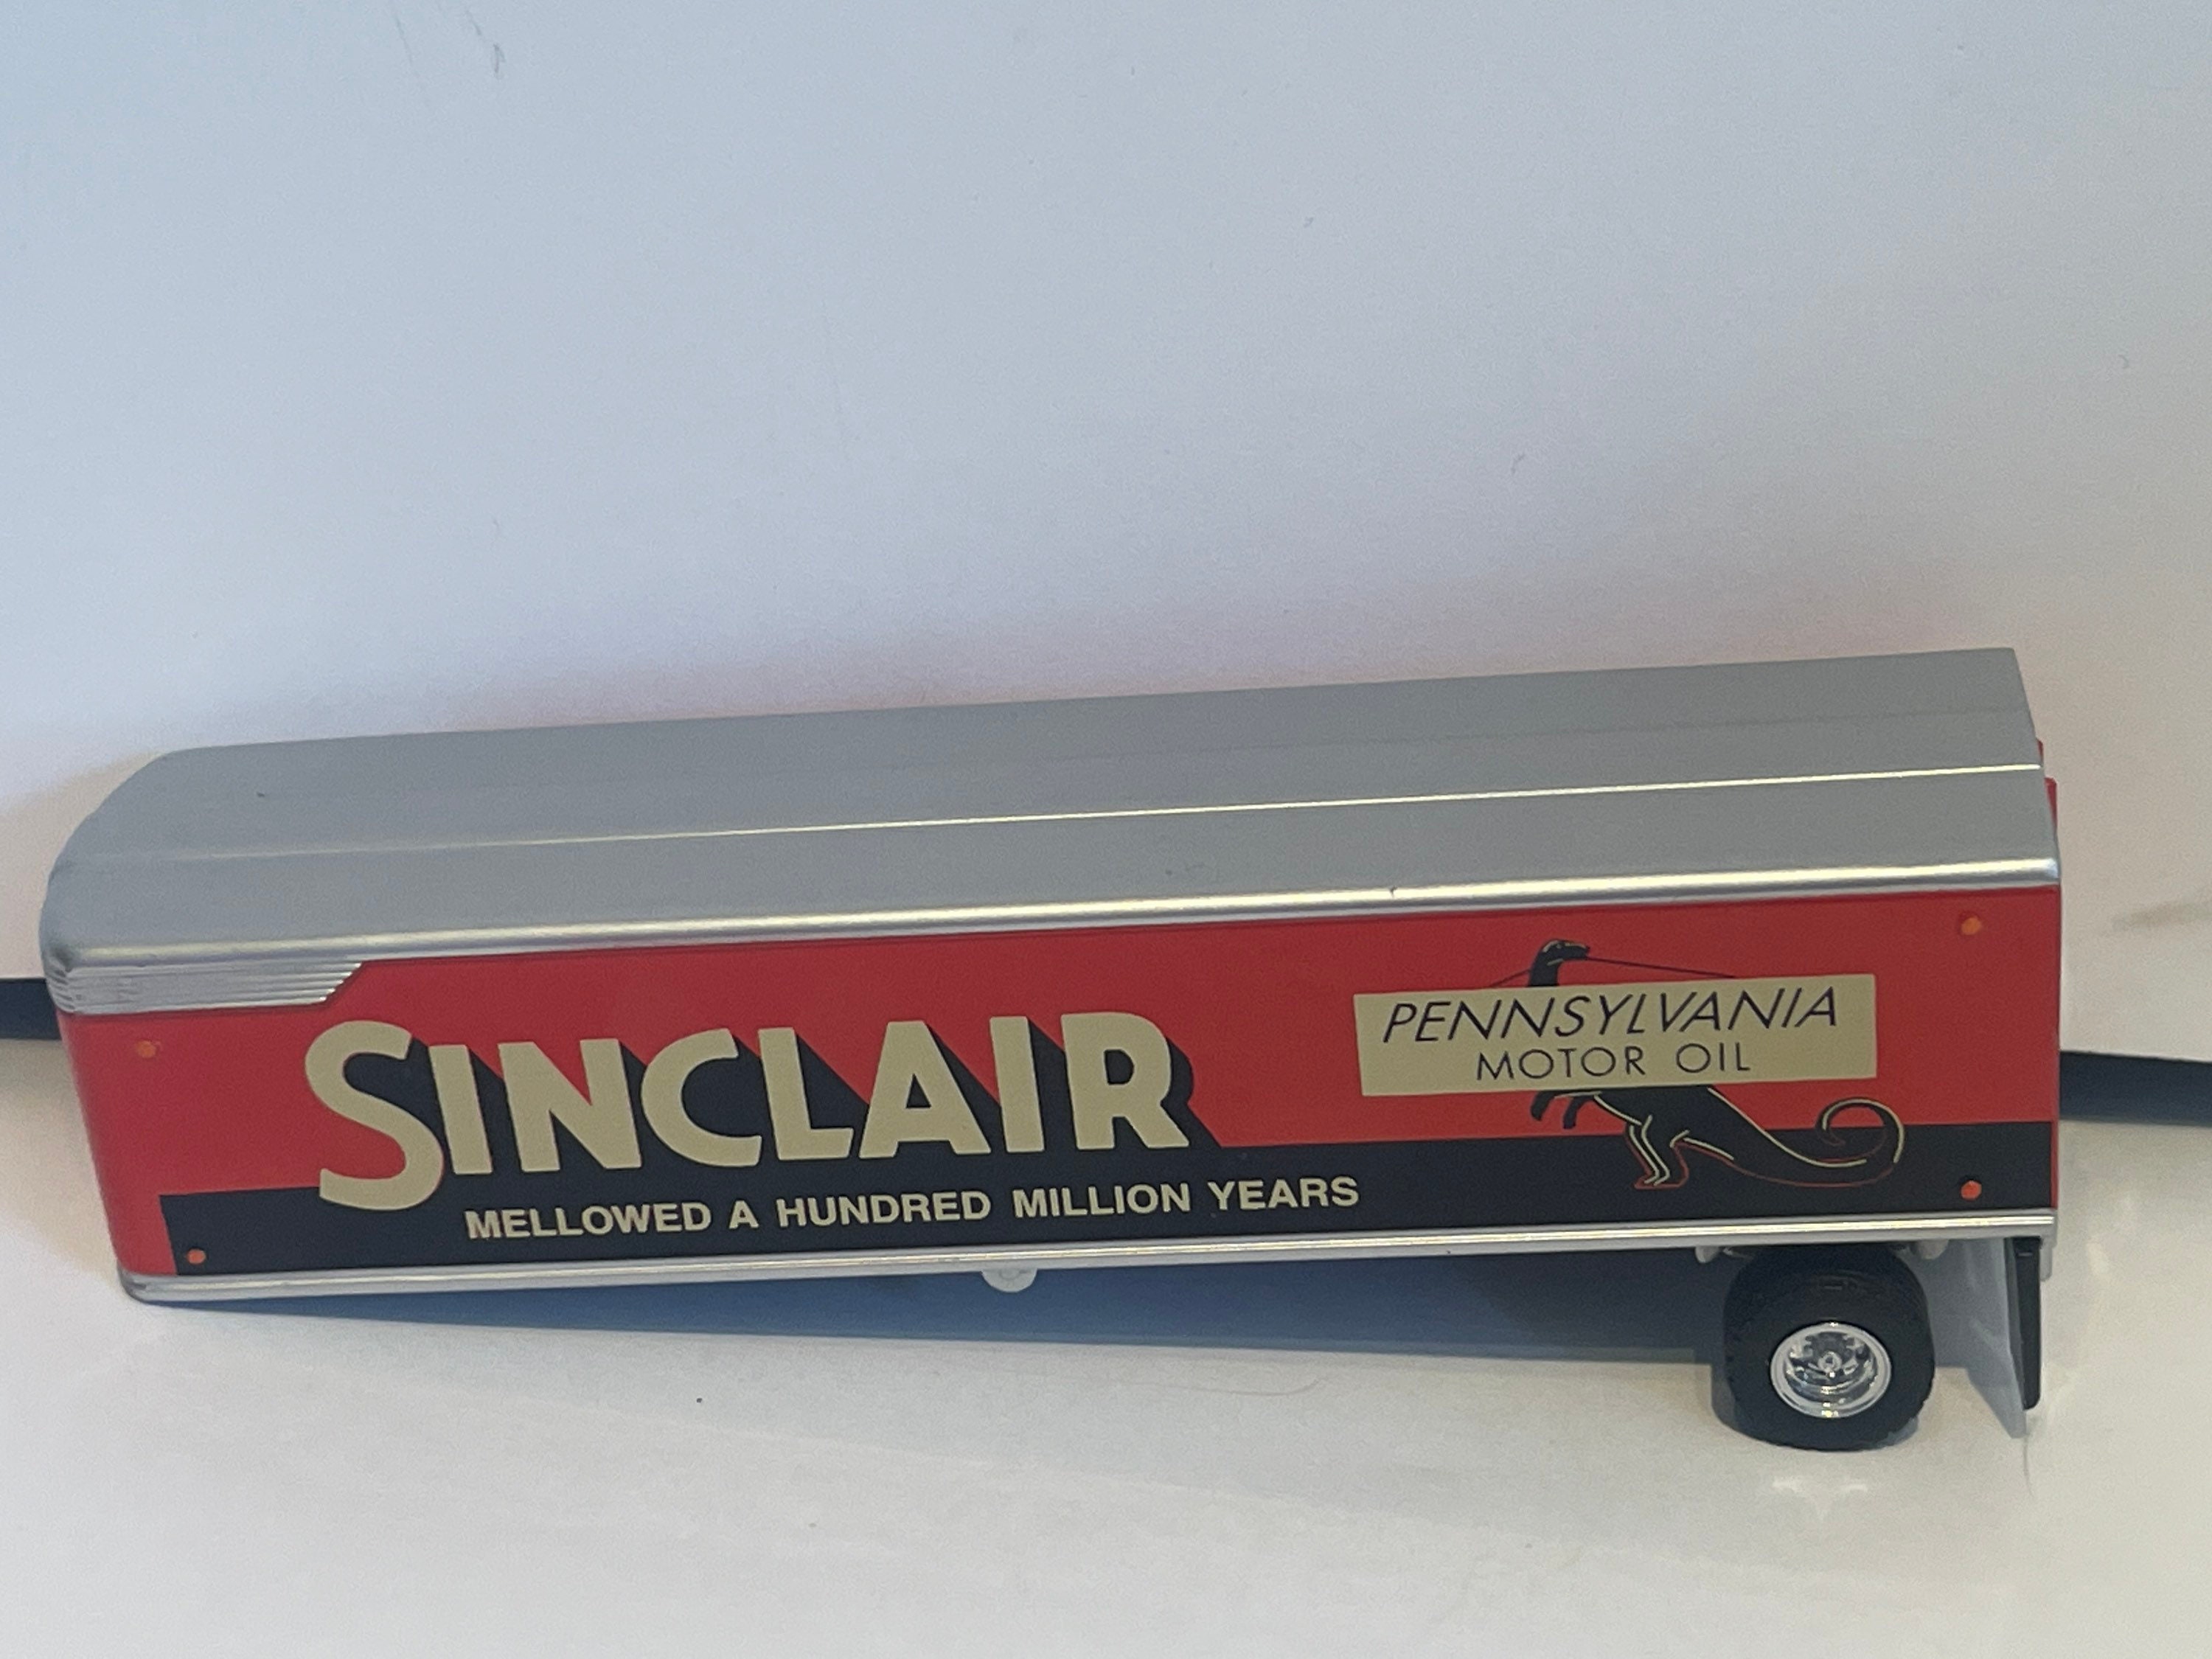 SINCLAIR
MELLOWED A HUNDRED MILLION YEARS
PENNSYLVANIA
MOTOR OIL